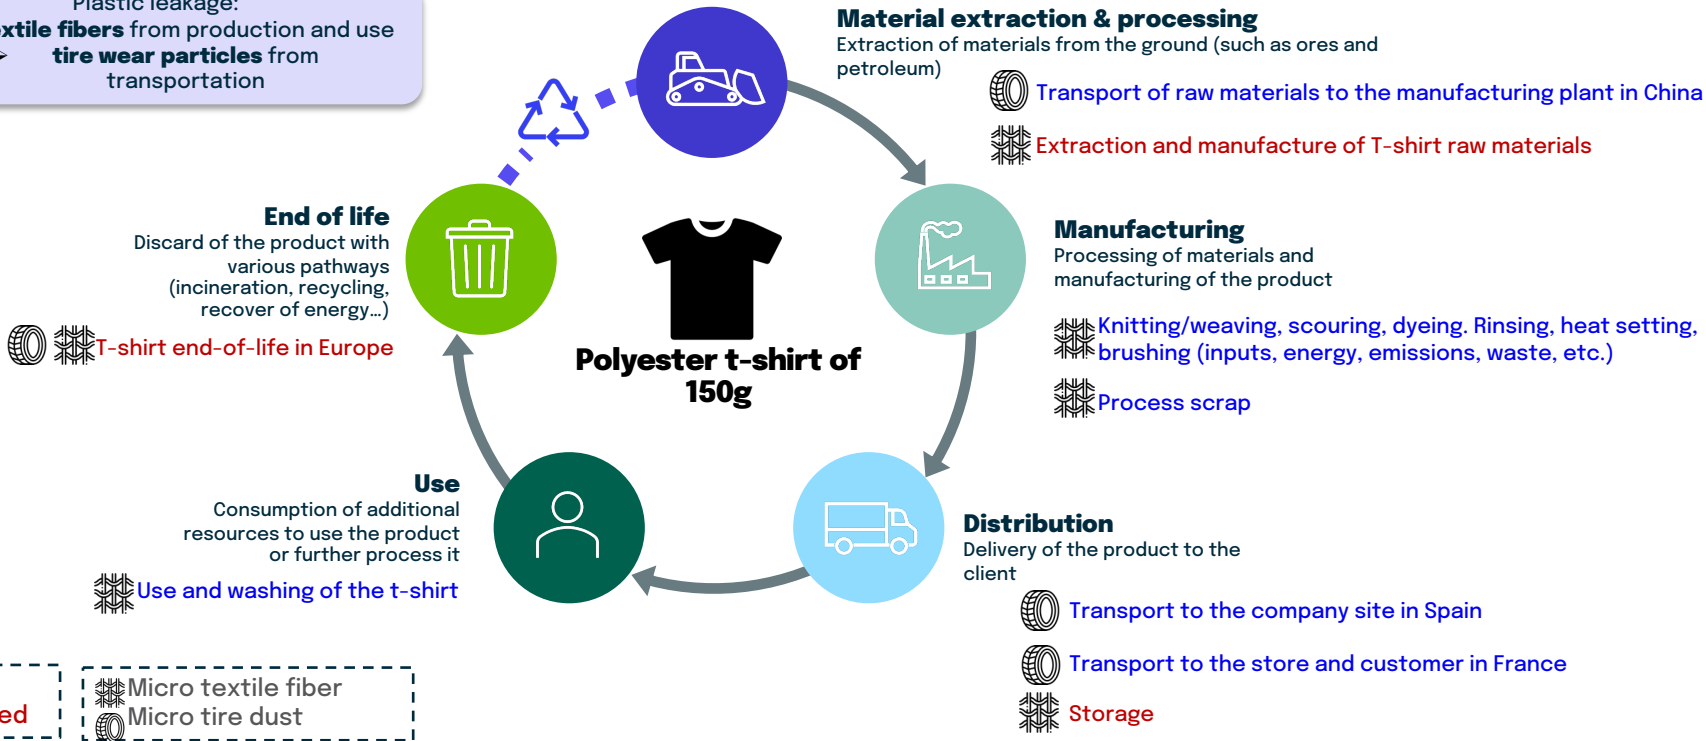 Plastic leakage:
xtile fibers from production and use
tire wear particles from
transportation
Material extraction & processing
Extraction of materials from the ground (such as ores and
petroleum)
Transport of raw materials to the manufacturing plant in China
Extraction and manufacture of T-shirt raw materials
Manufacturing
Processing of materials and
manufacturing of the product
Knitting/weaving, scouring, dyeing. Rinsing, heat setting,
brushing (inputs, energy, emissions, waste, etc.)
Process scrap
Distribution
Delivery of the product to the
client
Transport to the company site in Spain
Transport to the store and customer in France
Storage
Use
Consumption of additional
resources to use the product
or further process it
Use and washing of the t-shirt
End of life
Discard of the product with
various pathways
(incineration, recycling,
recover of energy…)
T-shirt end-of-life in Europe
Polyester t-shirt of
150g
ed
Micro textile fiber
Micro tire dust